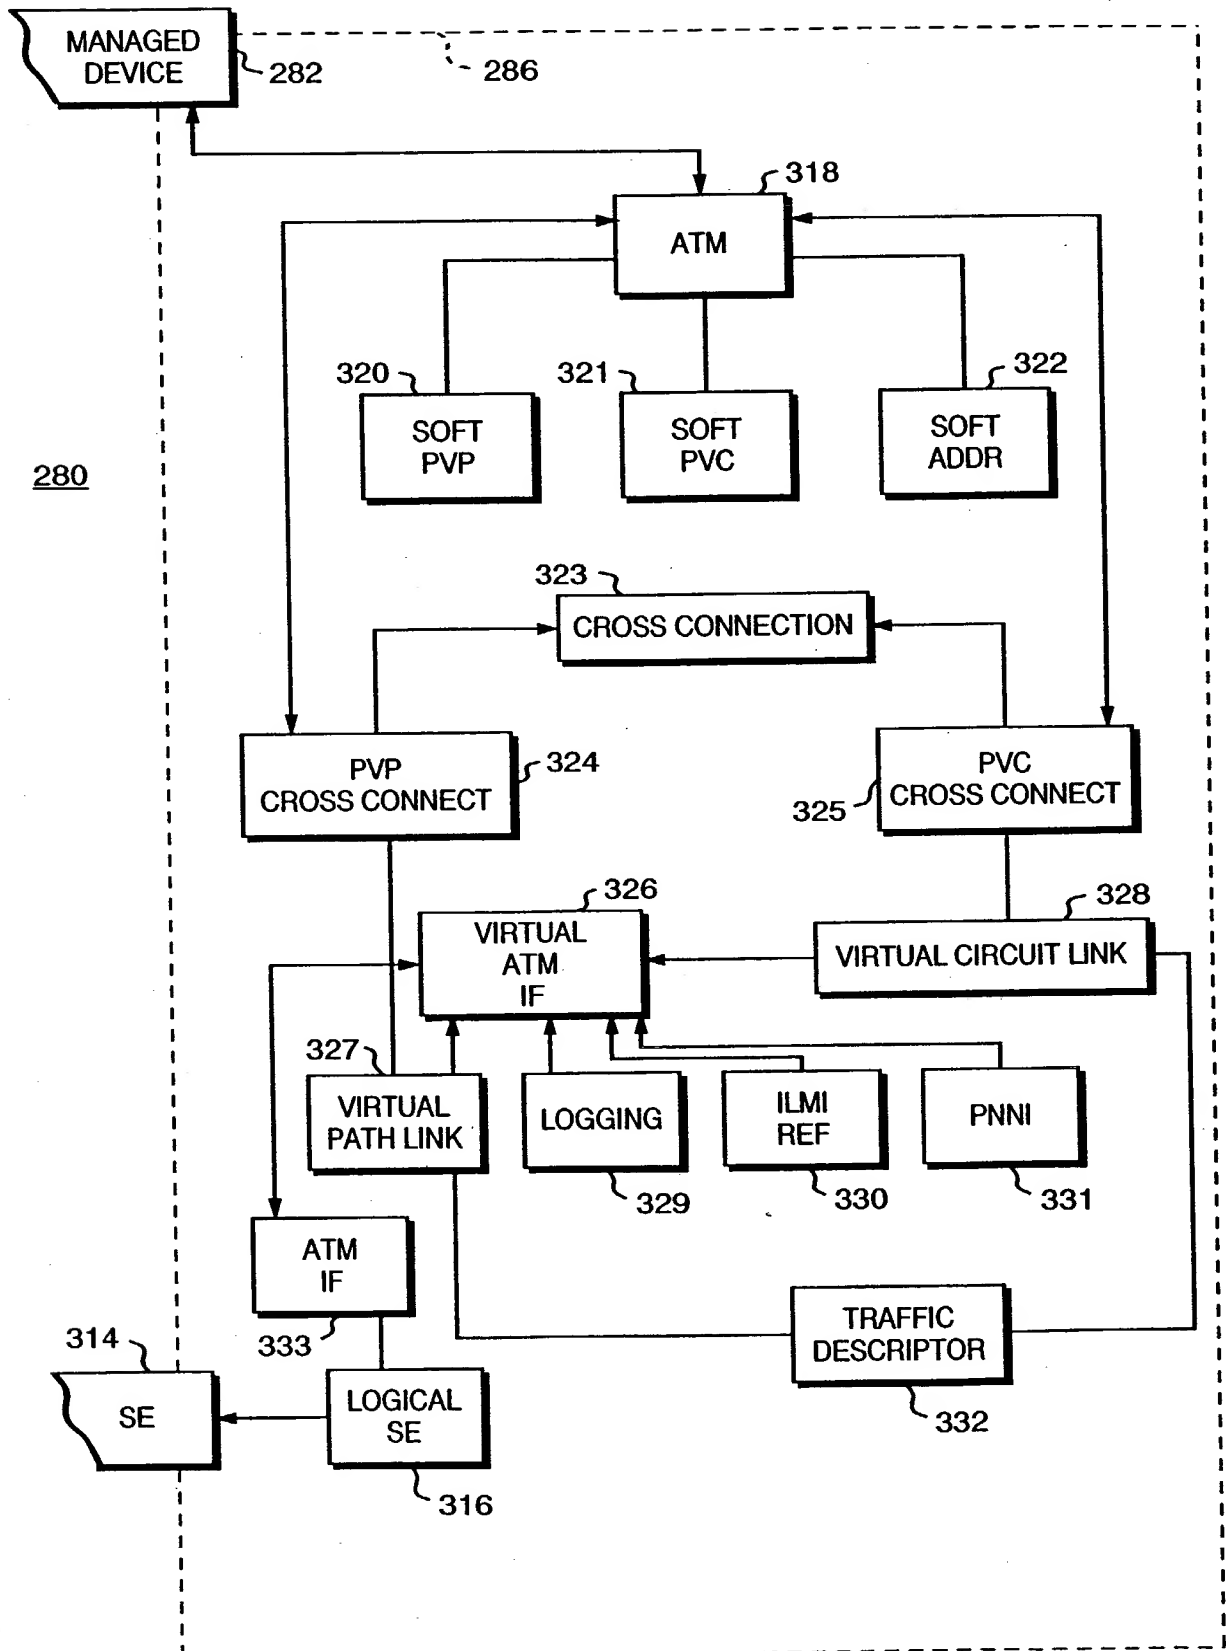 MANAGED
DEVICE
282
286
318
ATM
320
321
322
SOFT
PVP
SOFT
PVC
SOFT
ADDR
280
323
CROSS CONNECTION
PVP
CROSS CONNECT
324
PVC
CROSS CONNECT
325
326
328
VIRTUAL
ATM
IF
VIRTUAL CIRCUIT LINK
327
VIRTUAL
PATH LINK
LOGGING
ILMI
REF
PNNI
329
330
331
ATM
IF
333
314
TRAFFIC
DESCRIPTOR
332
SE
LOGICAL
SE
316